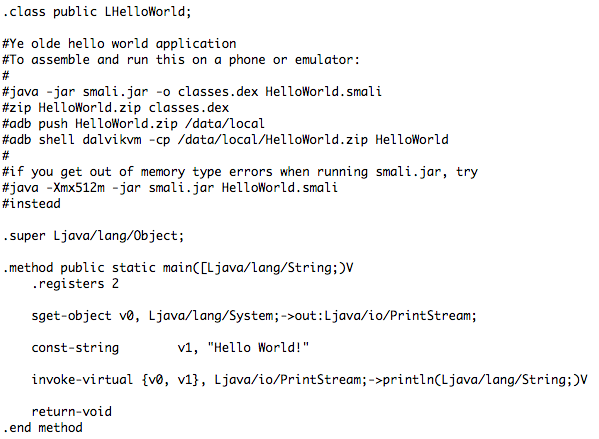 .class public LHelloWorld;
#Ye olde hello world application
#To assemble and run this on a phone or emulator:
#
#java -jar smali.jar -o classes.dex HelloWorld.smali
#zip HelloWorld.zip classes.dex
#adb push HelloWorld.zip /data/local
#adb shell dalvikvm -cp /data/local/HelloWorld.zip HelloWorld
#
#if you get out of memory type errors when running smali.jar, try
#java -Xmx512m -jar smali.jar HelloWorld.smali
#instead
.super Ljava/lang/Object;
.method public static main([Ljava/lang/String;)V
    .registers 2
    sget-object v0, Ljava/lang/System;->out:Ljava/io/PrintStream;
    const-string       v1, "Hello World!"
    invoke-virtual {v0, v1}, Ljava/io/PrintStream;->println(Ljava/lang/String;)V
    return-void
.end method